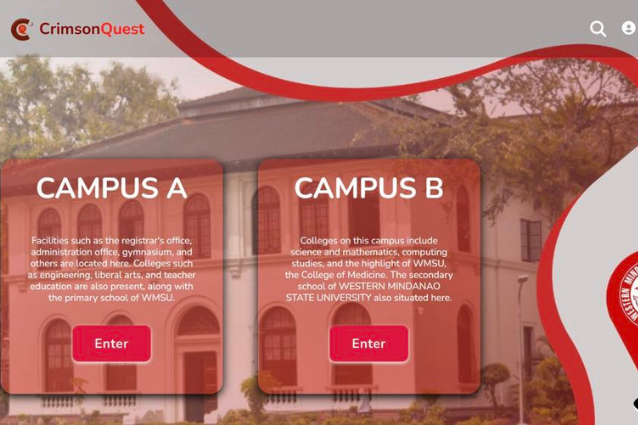 CrimsonQuest
CAMPUS A
Facilities such as the registrar's office,
administration office, gymnasium, and
others are located here. Colleges such
as engineering, liberal arts, and teacher
education are also present, along with
the primary school of WMSU.
Enter
CAMPUS B
Colleges on this campus include
science and mathematics, computing
studies, and the highlight of WMSU,
the College of Medicine. The secondary
school of WESTERN MINDANAO
STATE UNIVERSITY also situated here.
Enter
WESTERN